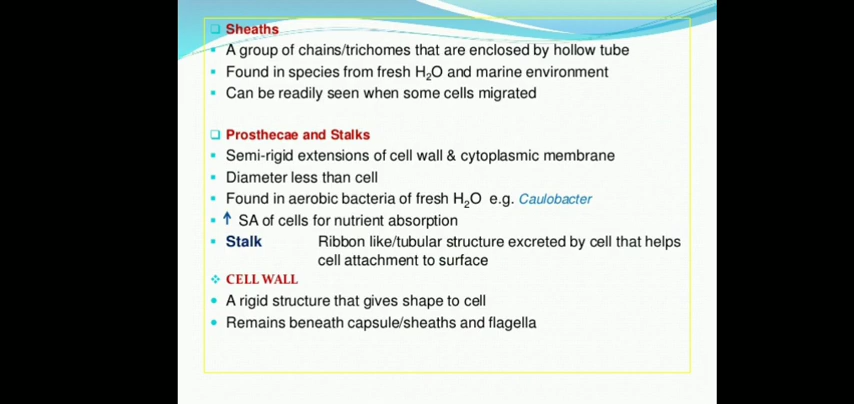 Sheaths
A group of chains/trichomes that are enclosed by hollow tube
Found in species from fresh H₂O and marine environment
Can be readily seen when some cells migrated
Prosthecae and Stalks
Semi-rigid extensions of cell wall & cytoplasmic membrane
Diameter less than cell
Found in aerobic bacteria of fresh H₂O e.g. Caulobacter
↑ SA of cells for nutrient absorption
Stalk Ribbon like/tubular structure excreted by cell that helps
cell attachment to surface
CELL WALL
A rigid structure that gives shape to cell
Remains beneath capsule/sheaths and flagella